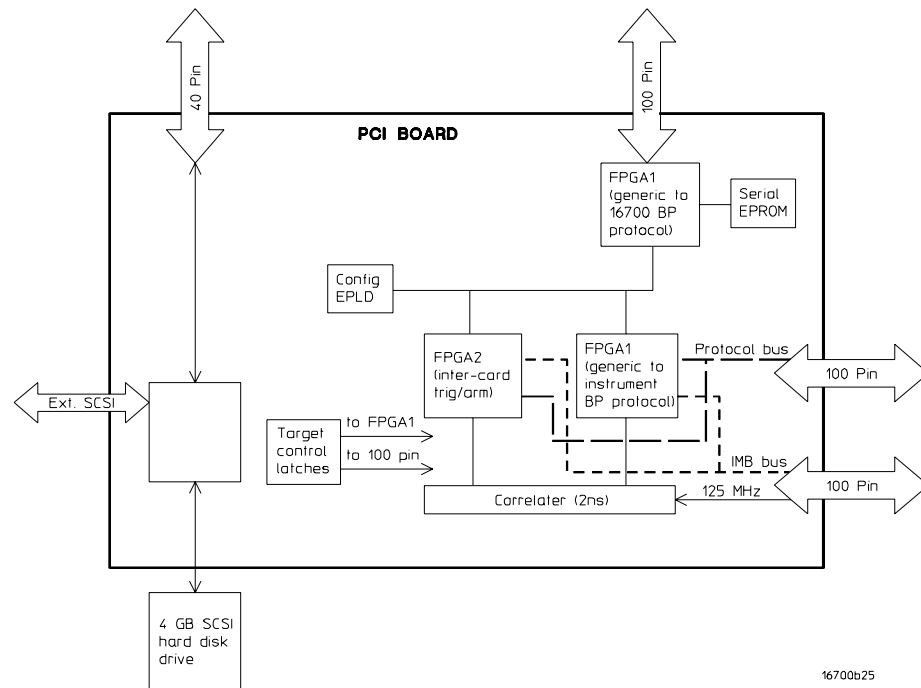 40 Pin
100 Pin
PCI BOARD
FPGA1
(generic to
16700 BP
protocol)
Serial
EPROM
Config
EPLD
FPGA2
(inter-card
trig/arm)
FPGA1
(generic to
instrument
BP protocol)
Protocol bus
100 Pin
Ext. SCSI
Target
control
latches
to FPGA1
to 100 pin
IMB bus
125 MHz
100 Pin
Correlater (2ns)
4 GB SCSI
hard disk
drive
16700b25